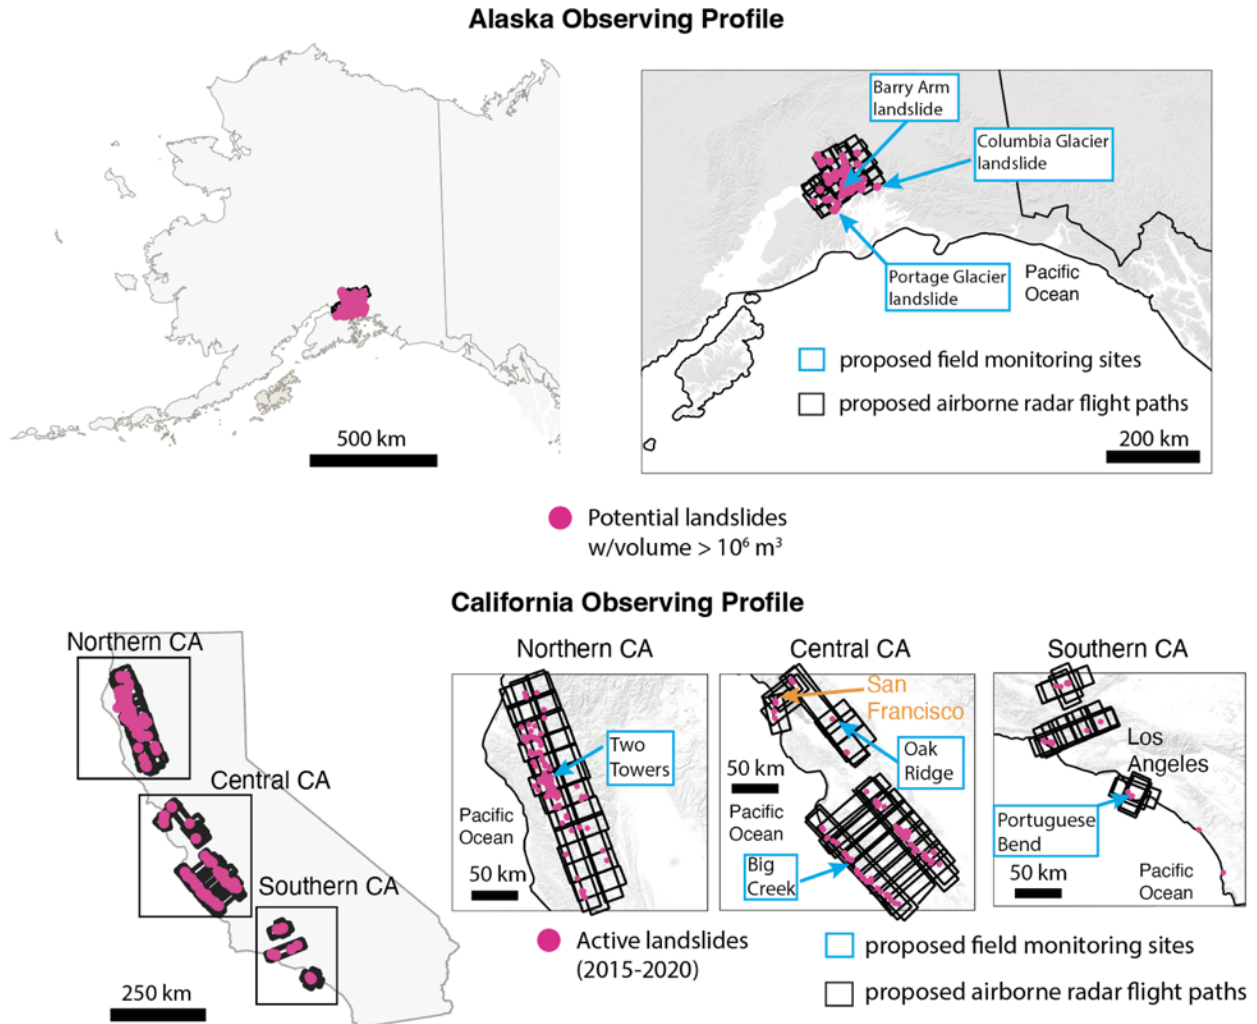 Alaska Observing Profile
500 km
Barry Arm
landslide
Columbia Glacier
landslide
Portage Glacier
landslide
Pacific
Ocean
proposed field monitoring sites
proposed airborne radar flight paths
200 km
Potential landslides
w/volume > 10⁶ m³
California Observing Profile
Northern CA
Central CA
Southern CA
250 km
Northern CA
Two
Towers
Pacific
Ocean
50 km
Central CA
San
Francisco
Oak
Ridge
50 km
Pacific
Ocean
Big
Creek
Southern CA
Los
Angeles
Portuguese
Bend
50 km
Pacific
Ocean
Active landslides
(2015-2020)
proposed field monitoring sites
proposed airborne radar flight paths